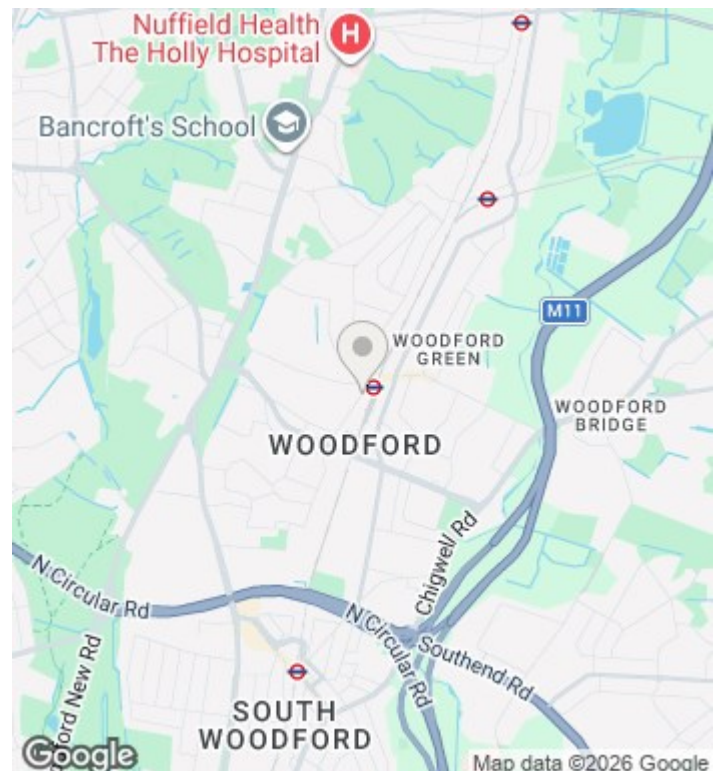 Nuffield Health
The Holly Hospital
H
Bancroft's School
M11
WOODFORD
GREEN
WOODFORD
BRIDGE
WOODFORD
Chigwell Rd
N Circular Rd
N Circular Rd
Southend Rd
SOUTH
WOODFORD
Google
Map data ©2026 Google